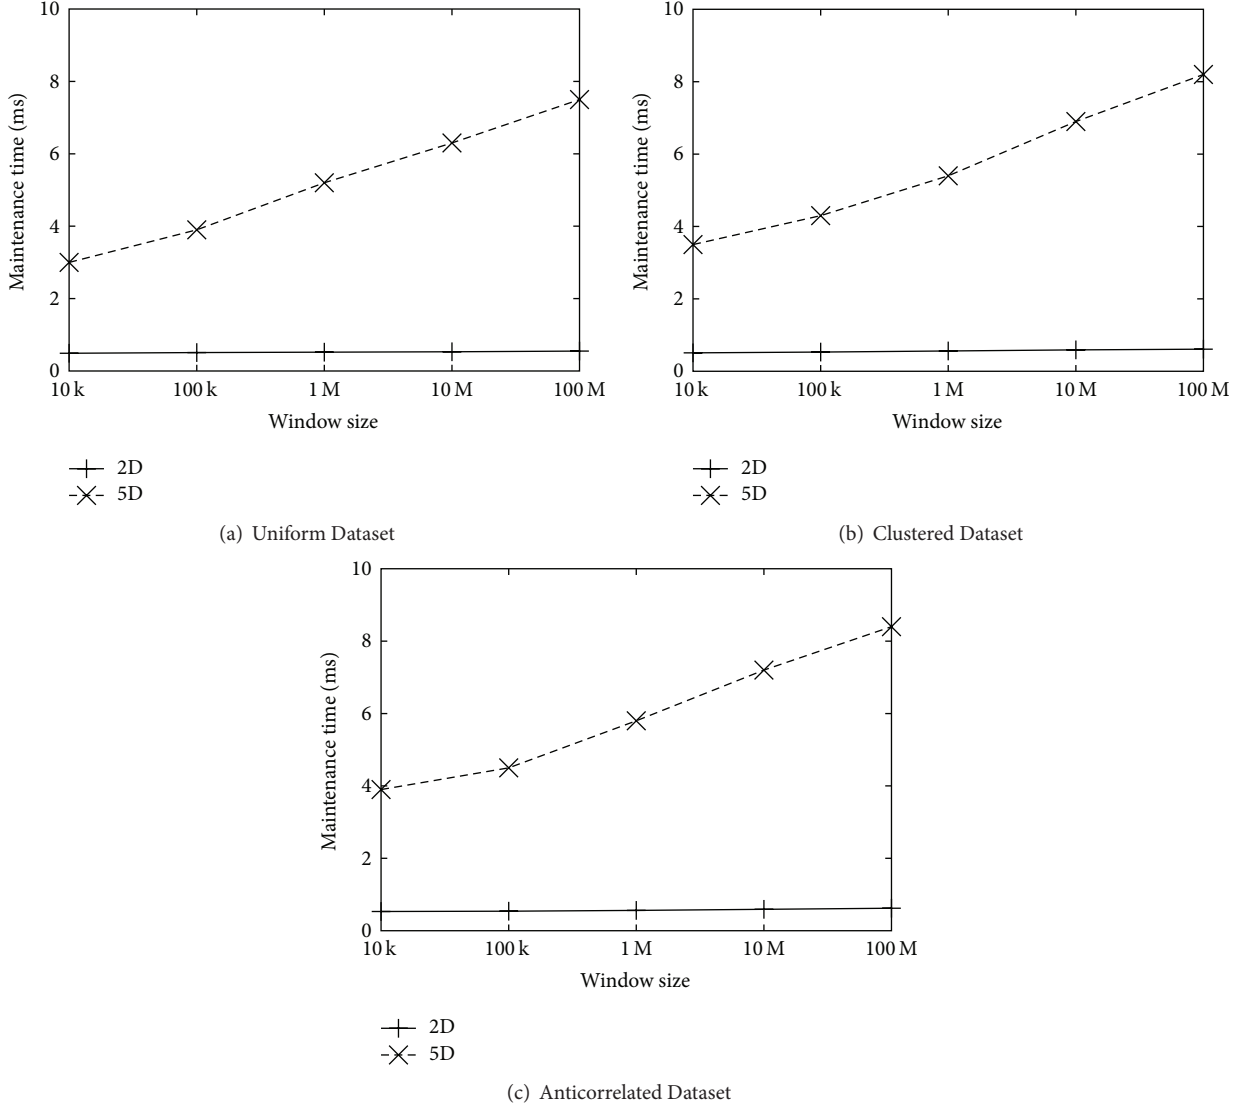 Maintenance time (ms)
10
8
6
4
2
0
10 k 100 k 1 M 10 M 100 M
Window size
2D
5D
(a) Uniform Dataset
Maintenance time (ms)
10
8
6
4
2
0
10 k 100 k 1 M 10 M 100 M
Window size
2D
5D
(b) Clustered Dataset
Maintenance time (ms)
10
8
6
4
2
0
10 k 100 k 1 M 10 M 100 M
Window size
2D
5D
(c) Anticorrelated Dataset